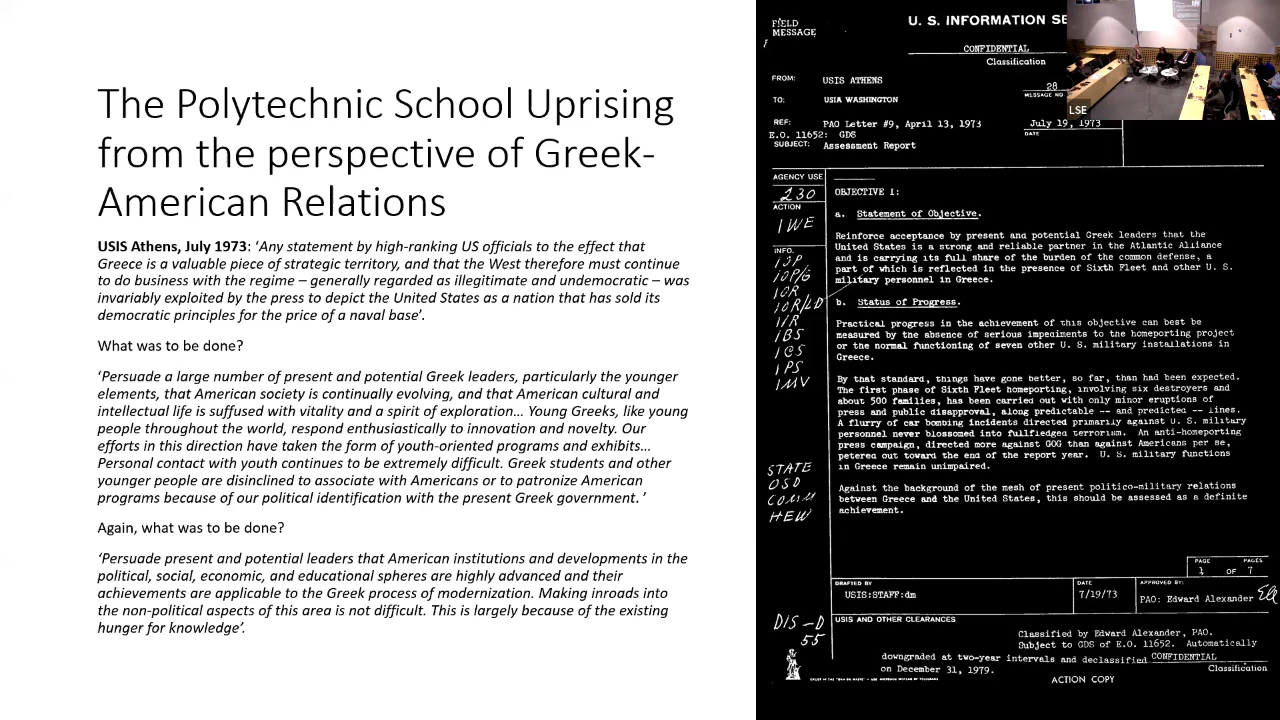 The Polytechnic School Uprising
from the perspective of Greek-
American Relations
USIS Athens, July 1973: ‘Any statement by high-ranking US officials to the effect that
Greece is a valuable piece of strategic territory, and that the West therefore must continue
to do business with the regime – generally regarded as illegitimate and undemocratic – was
invariably exploited by the press to depict the United States as a nation that has sold its
democratic principles for the price of a naval base’.
What was to be done?
‘Persuade a large number of present and potential Greek leaders, particularly the younger
elements, that American society is continually evolving, and that American cultural and
intellectual life is suffused with vitality and a spirit of exploration… Young Greeks, like young
people throughout the world, respond enthusiastically to innovation and novelty. Our
efforts in this direction have taken the form of youth-oriented programs and exhibits…
Personal contact with youth continues to be extremely difficult. Greek students and other
younger people are disinclined to associate with Americans or to patronize American
programs because of our political identification with the present Greek government. ’
Again, what was to be done?
‘Persuade present and potential leaders that American institutions and developments in the
political, social, economic, and educational spheres are highly advanced and their
achievements are applicable to the Greek process of modernization. Making inroads into
the non-political aspects of this area is not difficult. This is largely because of the existing
hunger for knowledge’.
FIELD
MESSAGE
U. S. INFORMATION SE
CONFIDENTIAL
Classification
FROM: USIS ATHENS
28
MESSAGE NO
TO: USIA WASHINGTON
REF: PAO Letter #9, April 13, 1973
July 19, 1973
DATE
E.O. 11652: GDS
SUBJECT: Assessment Report
LSE
AGENCY USE
230
ACTION
IWE
INFO.
IOP
IOP/G
IOR
IOR/LD
I/R
IBS
ICS
IPS
IMV
STATE
OSD
COMM
HEW
OBJECTIVE 1:
a. Statement of Objective.
Reinforce acceptance by present and potential Greek leaders that the
United States is a strong and reliable partner in the Atlantic Alliance
and is carrying its full share of the burden of the common defense, a
part of which is reflected in the presence of Sixth Fleet and other U. S.
military personnel in Greece.
b. Status of Progress.
Practical progress in the achievement of this objective can best be
measured by the absence of serious impediments to the homeporting project
or the normal functioning of seven other U. S. military installations in
Greece.
By that standard, things have gone better, so far, than had been expected.
The first phase of Sixth Fleet homeporting, involving six destroyers and
about 500 families, has been carried out with only minor eruptions of
press and public disapproval, along predictable -- and predicted -- lines.
A flurry of car bombing incidents directed primarily against U. S. military
personnel never blossomed into fullfledged terrorism. An anti-homeporting
press campaign, directed more against GOG than against Americans per se,
petered out toward the end of the report year. U. S. military functions
in Greece remain unimpaired.
Against the background of the mesh of present politico-military relations
between Greece and the United States, this should be assessed as a definite
achievement.
PAGE PAGES
1 OF 7
DRAFTED BY
USIS:STAFF:dm
DATE
7/19/73
APPROVED BY:
PAO: Edward Alexander
DIS-D
55
USIS AND OTHER CLEARANCES
Classified by Edward Alexander, PAO.
Subject to GDS of E.O. 11652. Automatically
downgraded at two-year intervals and declassified CONFIDENTIAL
on December 31, 1979.
Classification
ACTION COPY